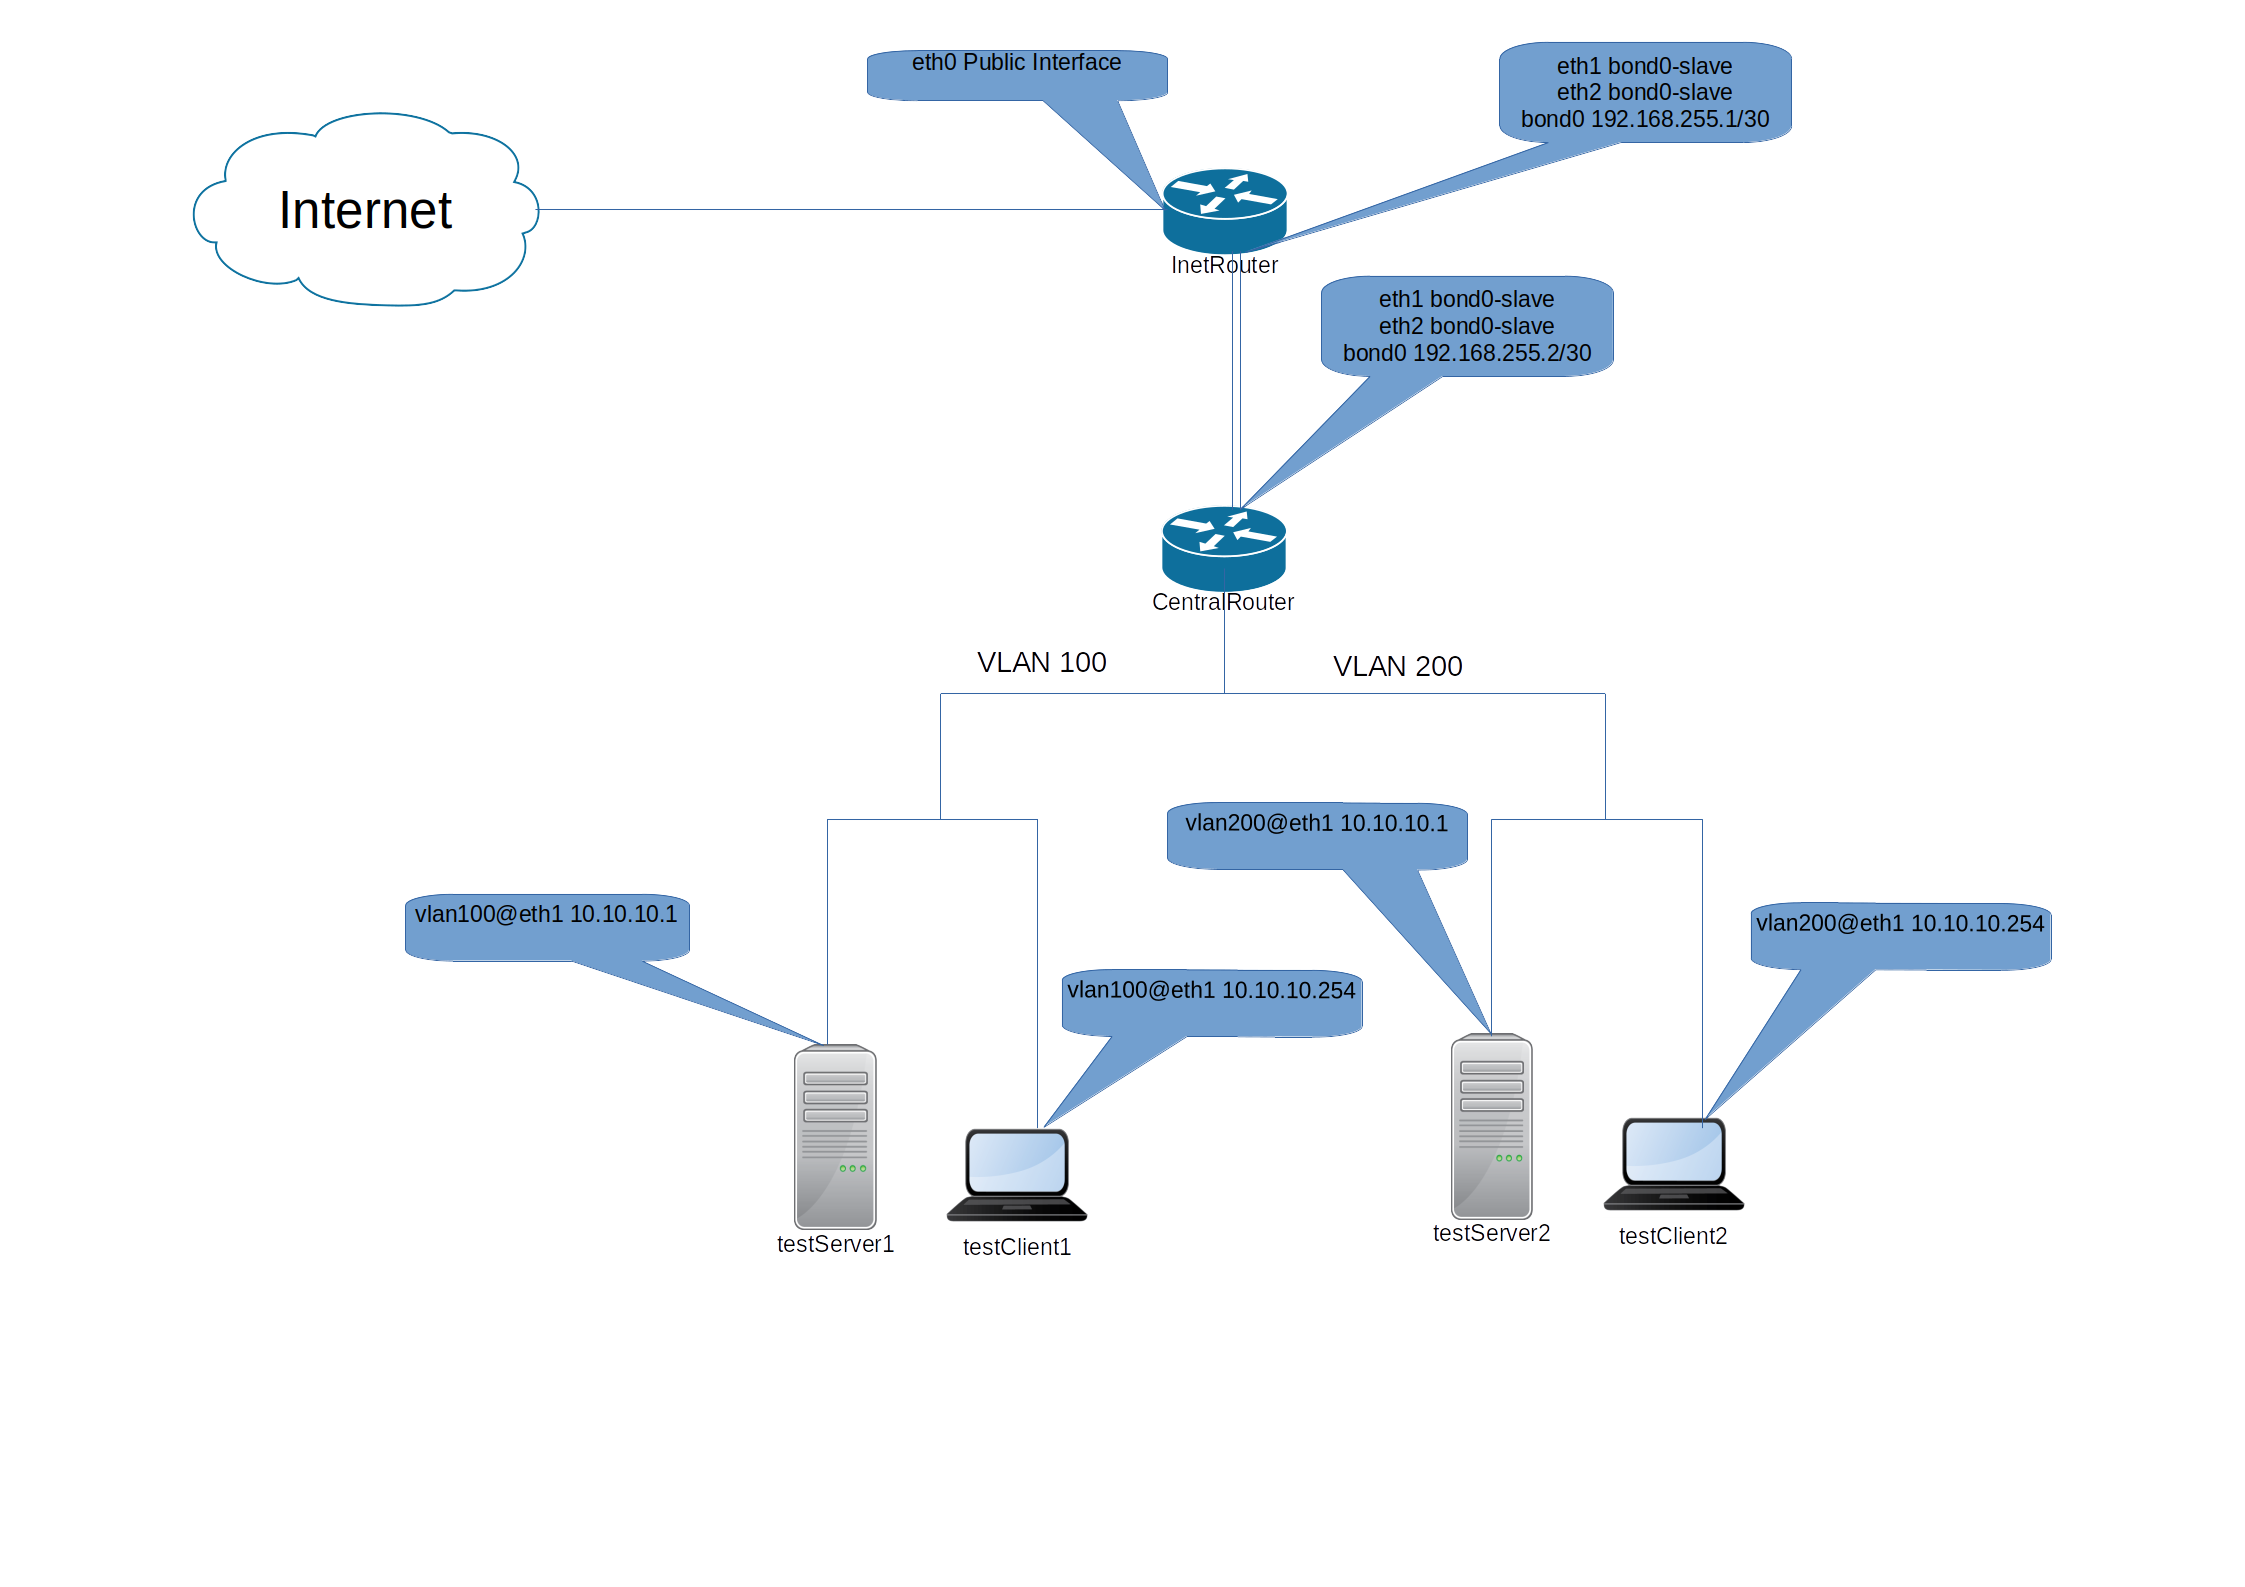 eth0 Public Interface
eth1 bond0-slave
eth2 bond0-slave
bond0 192.168.255.1/30
Internet
InetRouter
eth1 bond0-slave
eth2 bond0-slave
bond0 192.168.255.2/30
CentralRouter
VLAN 100
VLAN 200
vlan200@eth1 10.10.10.1
vlan100@eth1 10.10.10.1
vlan200@eth1 10.10.10.254
vlan100@eth1 10.10.10.254
testServer1
testClient1
testServer2
testClient2